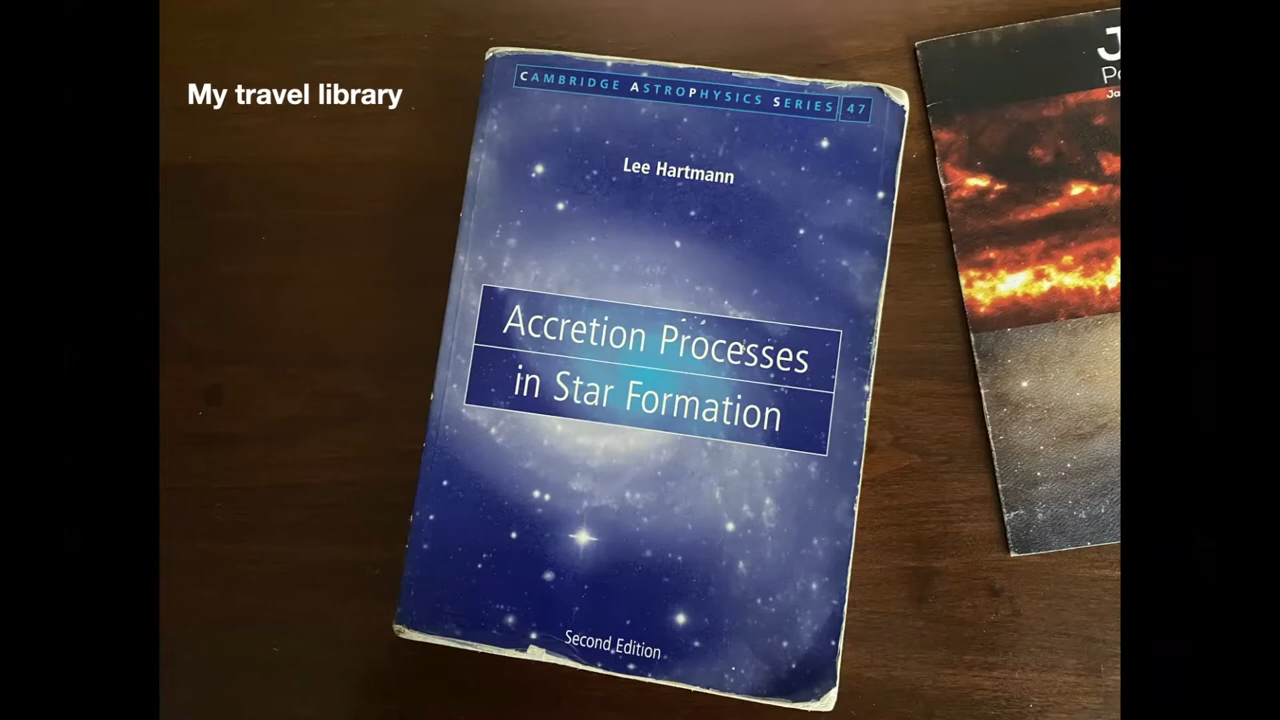 My travel library
CAMBRIDGE ASTROPHYSICS SERIES 47
Lee Hartmann
Accretion Processes
in Star Formation
Second Edition